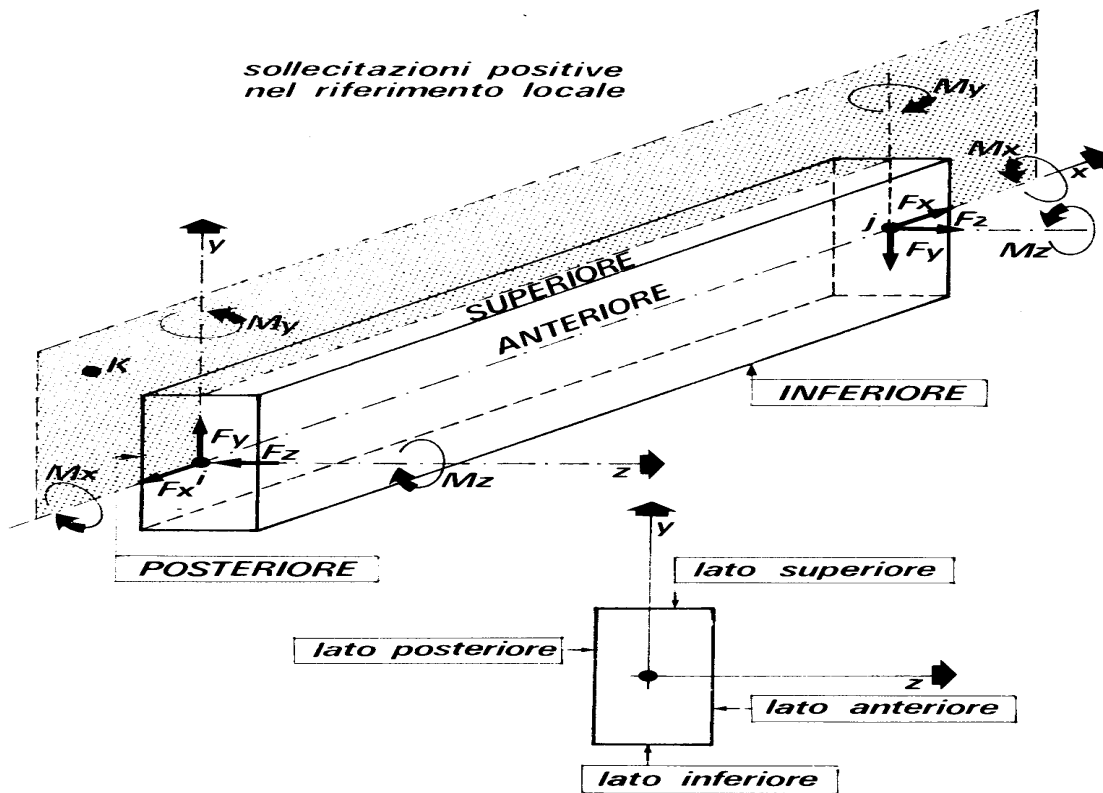 sollecitazioni positive
nel riferimento locale
My
Mx
x
Fx
j
Fz
Fy
Mz
y
SUPERIORE
ANTERIORE
My
K
INFERIORE
Fy
Fz
Mx
Fx
Mz
z
POSTERIORE
y
lato superiore
lato posteriore
z
lato anteriore
lato inferiore